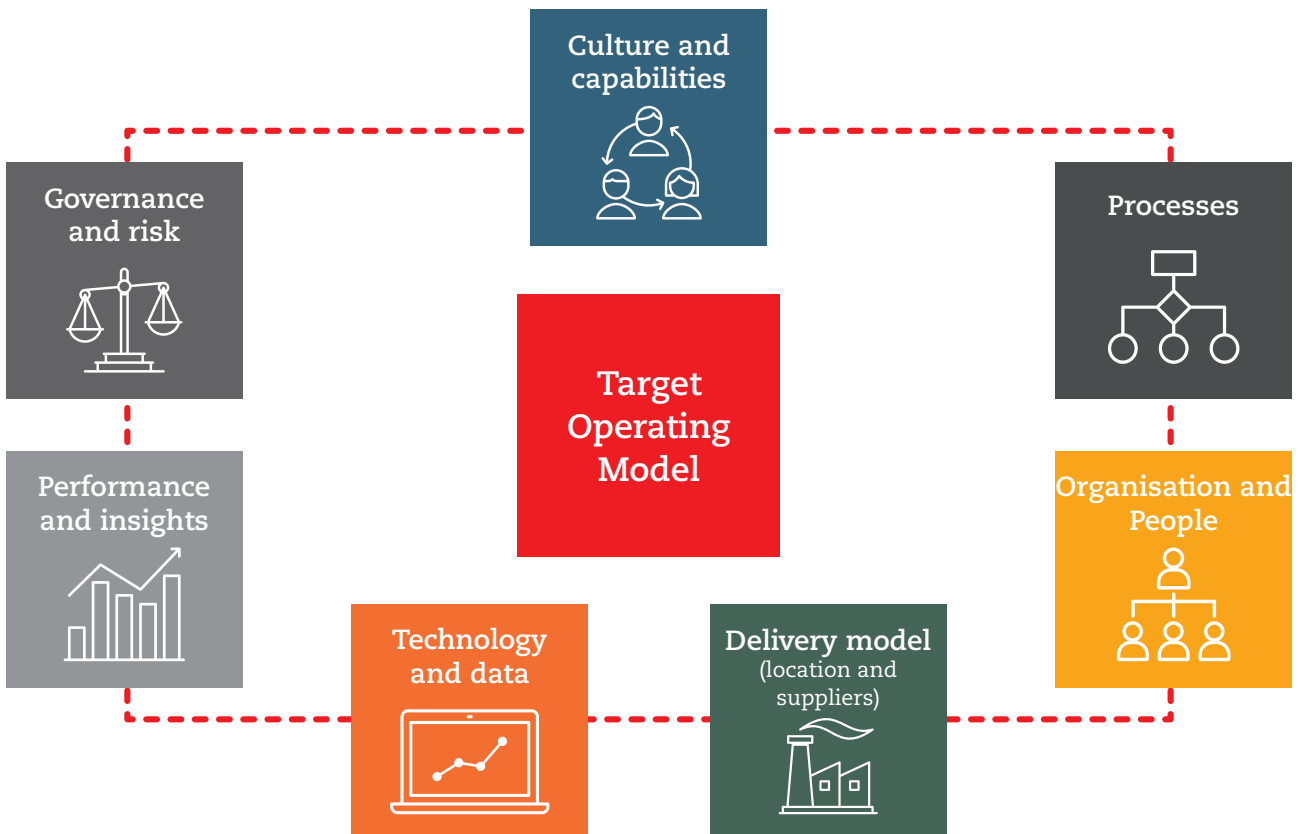 Culture and
capabilities
Governance
and risk
Processes
Target
Operating
Model
Performance
and insights
Organisation and
People
Technology
and data
Delivery model
(location and
suppliers)